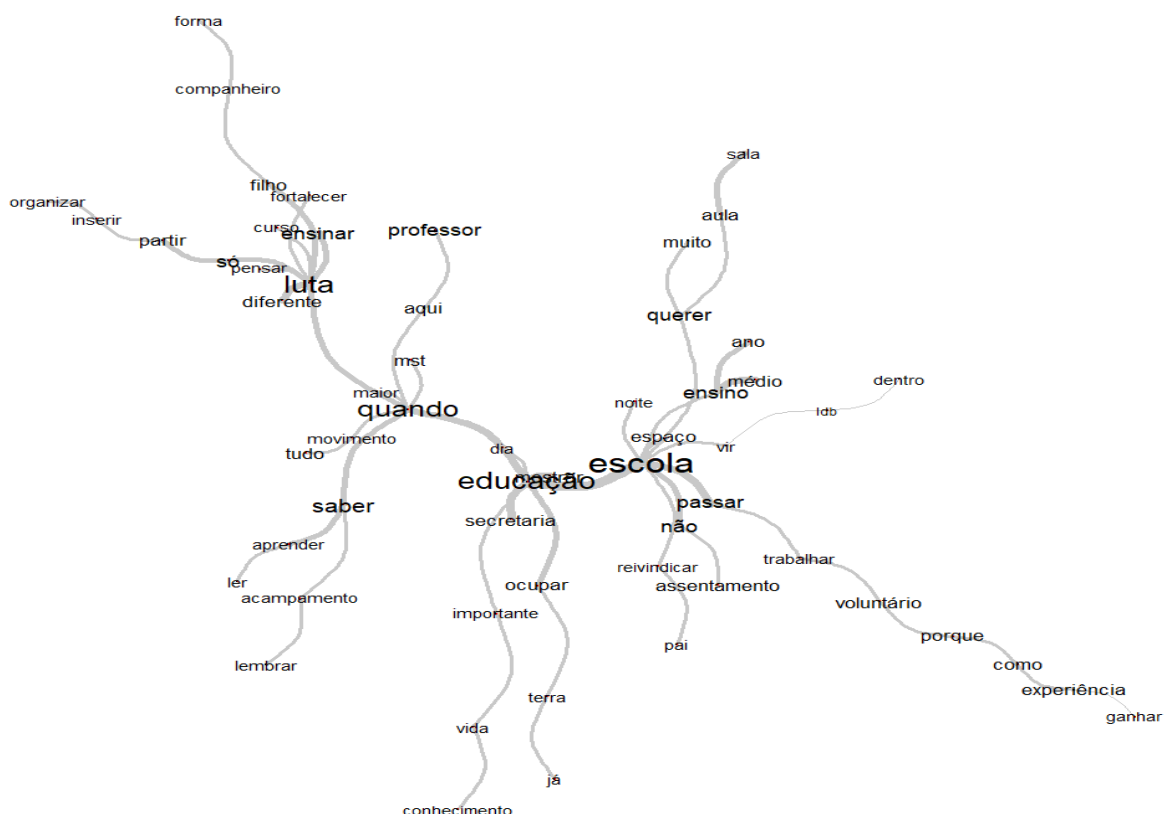 forma
companheiro
sala
filho
fortalecer
organizar
inserir
aula
curso
ensinar
professor
partir
muito
só
pensar
luta
diferente
aqui
querer
ano
mst
médio
dentro
maior
ensino
quando
noite
ldb
movimento
espaço
tudo
dia
vir
escola
educação
mostrar
saber
passar
secretaria
não
aprender
trabalhar
ler
reivindicar
ocupar
assentamento
acampamento
voluntário
importante
porque
pai
lembrar
como
experiência
terra
ganhar
vida
já
conhecimento